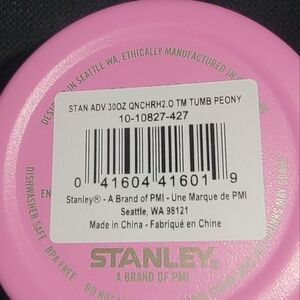 DESIGNED IN SEATTLE WA, ETHICALLY MANUFACTURED IN
STAN ADV 30OZ QNCHRH2.O TM TUMB PEONY
10-10827-427
0 41604 41601 9
Stanley® - A Brand of PMI - Une Marque de PMI
Seattle, WA 98121
Made in China - Fabriqué en Chine
STANLEY.
A BRAND OF PMI
DISHWASHER SAFE
BPA FREE
DO NOT